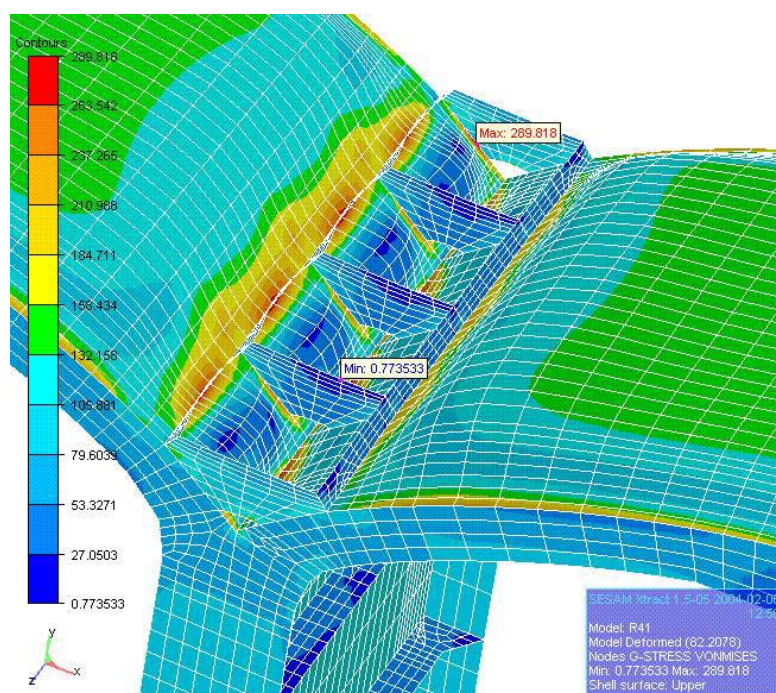 Contours
289.818
263.542
237.265
210.988
184.711
158.434
132.158
105.881
79.6039
53.3271
27.0503
0.773533
Max: 289.818
Min: 0.773533
y
x
z
SESAM Xtract 1.5-05 2004-02-06
Model: R41
Model Deformed (82.2078)
Nodes G-STRESS VONMISES
Min: 0.773533 Max: 289.818
Shell surface: Upper